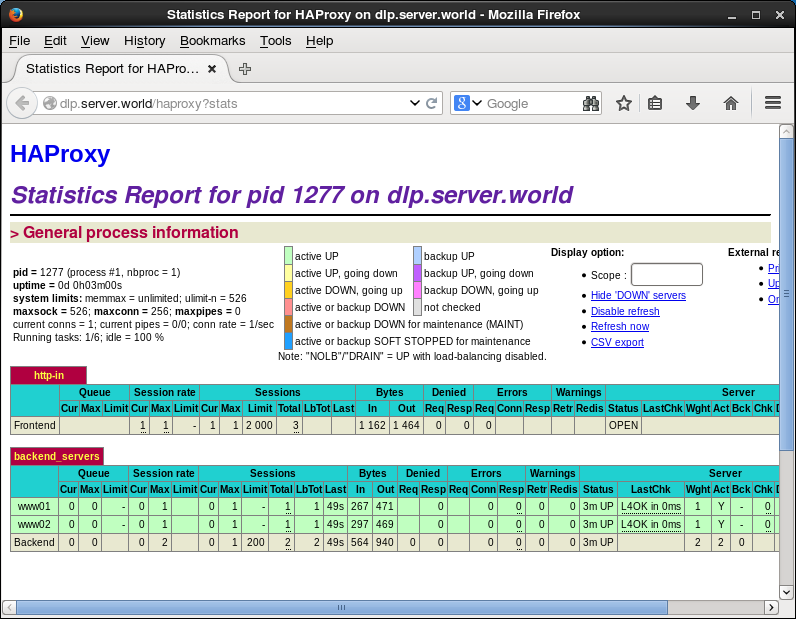 Statistics Report for HAProxy on dlp.server.world - Mozilla Firefox
File Edit View History Bookmarks Tools Help
Statistics Report for HAPro...
dlp.server.world/haproxy?stats
Google
HAProxy
Statistics Report for pid 1277 on dlp.server.world
> General process information
pid = 1277 (process #1, nbproc = 1)
uptime = 0d 0h03m00s
system limits: memmax = unlimited; ulimit-n = 526
maxsock = 526; maxconn = 256; maxpipes = 0
current conns = 1; current pipes = 0/0; conn rate = 1/sec
Running tasks: 1/6; idle = 100 %
active UP backup UP
active UP, going down backup UP, going down
active DOWN, going up backup DOWN, going up
active or backup DOWN not checked
active or backup DOWN for maintenance (MAINT)
active or backup SOFT STOPPED for maintenance
Note: "NOLB"/"DRAIN" = UP with load-balancing disabled.
Display option:
Scope :
Hide 'DOWN' servers
Disable refresh
Refresh now
CSV export
External re
Pri
Up
On
http-in
Queue Session rate Sessions Bytes Denied Errors Warnings Server
Cur Max Limit Cur Max Limit Cur Max Limit Total LbTot Last In Out Req Resp Req Conn Resp Retr Redis Status LastChk Wght Act Bck Chk D
Frontend 1 1 - 1 1 2 000 3 1 162 1 464 0 0 0 OPEN
backend_servers
Queue Session rate Sessions Bytes Denied Errors Warnings Server
Cur Max Limit Cur Max Limit Cur Max Limit Total LbTot Last In Out Req Resp Req Conn Resp Retr Redis Status LastChk Wght Act Bck Chk D
www01 0 0 - 0 1 0 1 - 1 1 49s 267 471 0 0 0 0 0 3m UP L4OK in 0ms 1 Y - 0
www02 0 0 - 0 1 0 1 - 1 1 49s 297 469 0 0 0 0 0 3m UP L4OK in 0ms 1 Y - 0
Backend 0 0 0 2 0 1 200 2 2 49s 564 940 0 0 0 0 0 0 3m UP 2 2 0